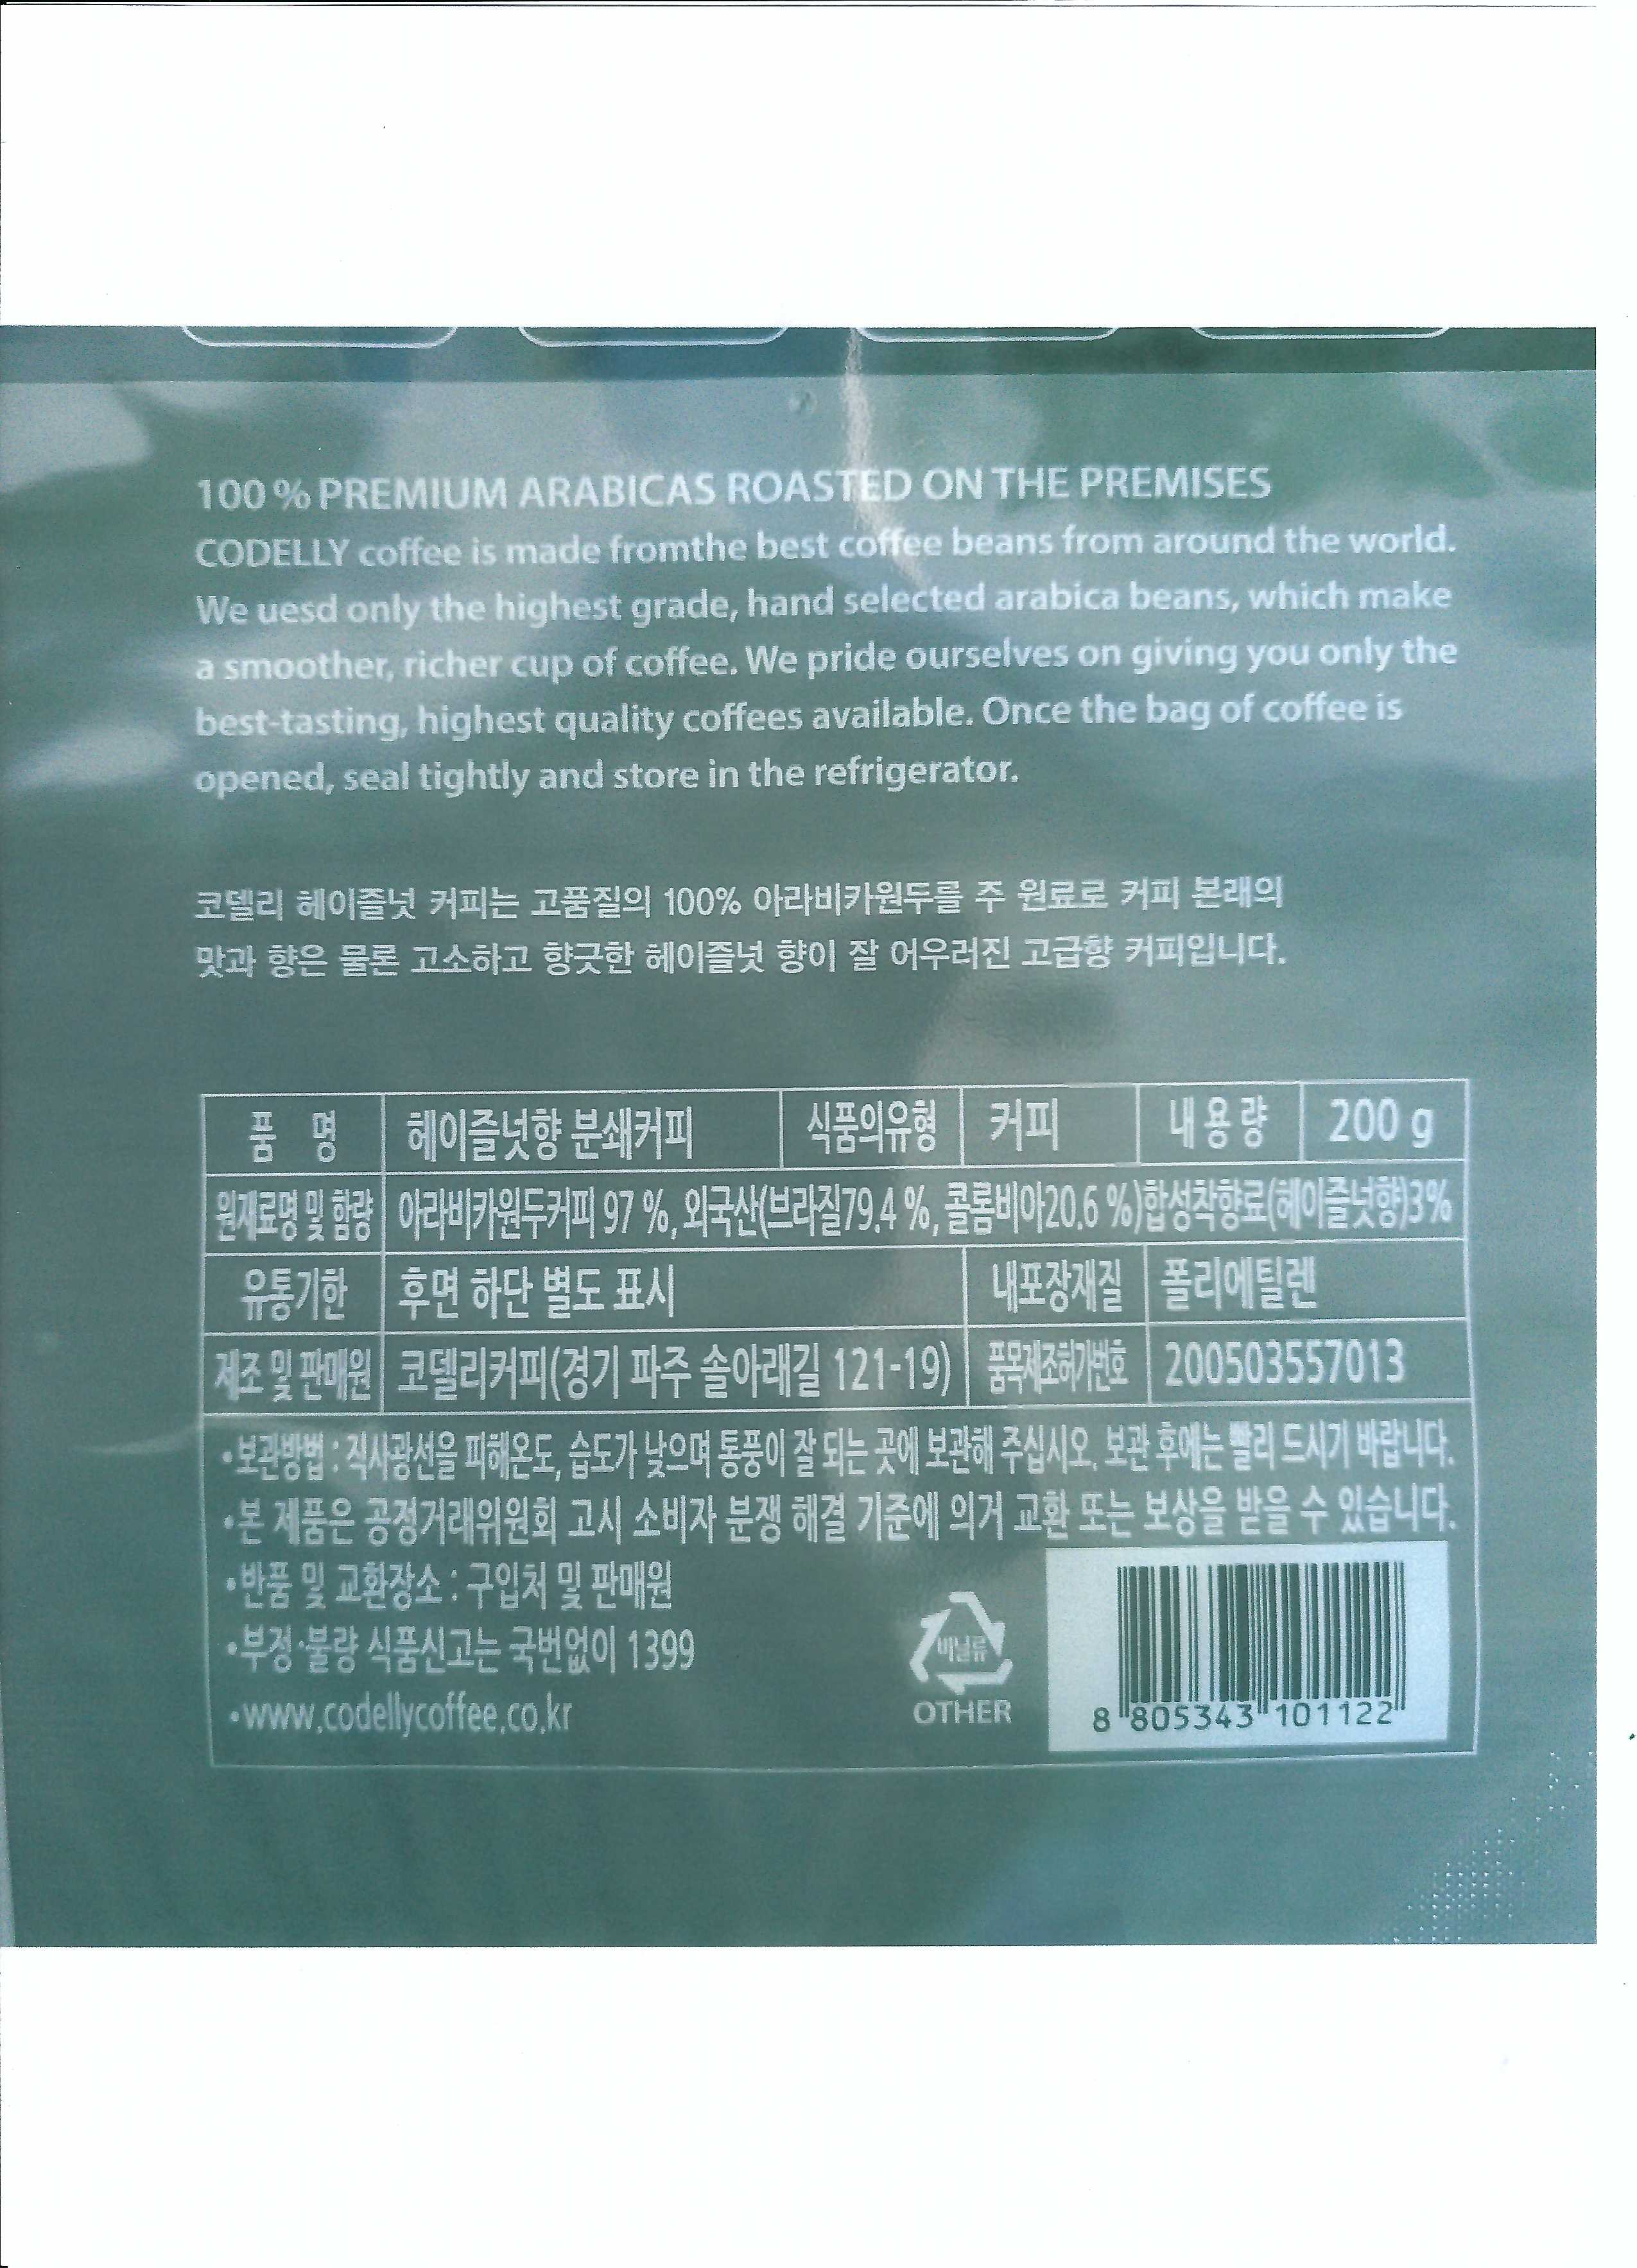 100 % PREMIUM ARABICAS ROASTED ON THE PREMISES
CODELLY coffee is made fromthe best coffee beans from around the world.
We uesd only the highest grade, hand selected arabica beans, which make
a smoother, richer cup of coffee. We pride ourselves on giving you only the
best-tasting, highest quality coffees available. Once the bag of coffee is
opened, seal tightly and store in the refrigerator.
코델리 헤이즐넛 커피는 고품질의 100% 아라비카원두를 주 원료로 커피 본래의
맛과 향은 물론 고소하고 향긋한 헤이즐넛 향이 잘 어우러진 고급향 커피입니다.
품 명 헤이즐넛향 분쇄커피 식품의유형 커피 내용량 200 g
원재료명 및 함량 아라비카원두커피 97 %, 외국산(브라질79.4 %, 콜롬비아20.6 %)합성착향료(헤이즐넛향)3%
유통기한 후면 하단 별도 표시 내포장재질 폴리에틸렌
제조 및 판매원 코델리커피(경기 파주 솔아래길 121-19) 품목제조허가번호 200503557013
•보관방법 : 직사광선을 피해온도, 습도가 낮으며 통풍이 잘 되는 곳에 보관해 주십시오. 보관 후에는 빨리 드시기 바랍니다.
•본 제품은 공정거래위원회 고시 소비자 분쟁 해결 기준에 의거 교환 또는 보상을 받을 수 있습니다.
•반품 및 교환장소 : 구입처 및 판매원
•부정·불량 식품신고는 국번없이 1399
•www.codellycoffee.co.kr
비닐류
OTHER
8 805343 101122